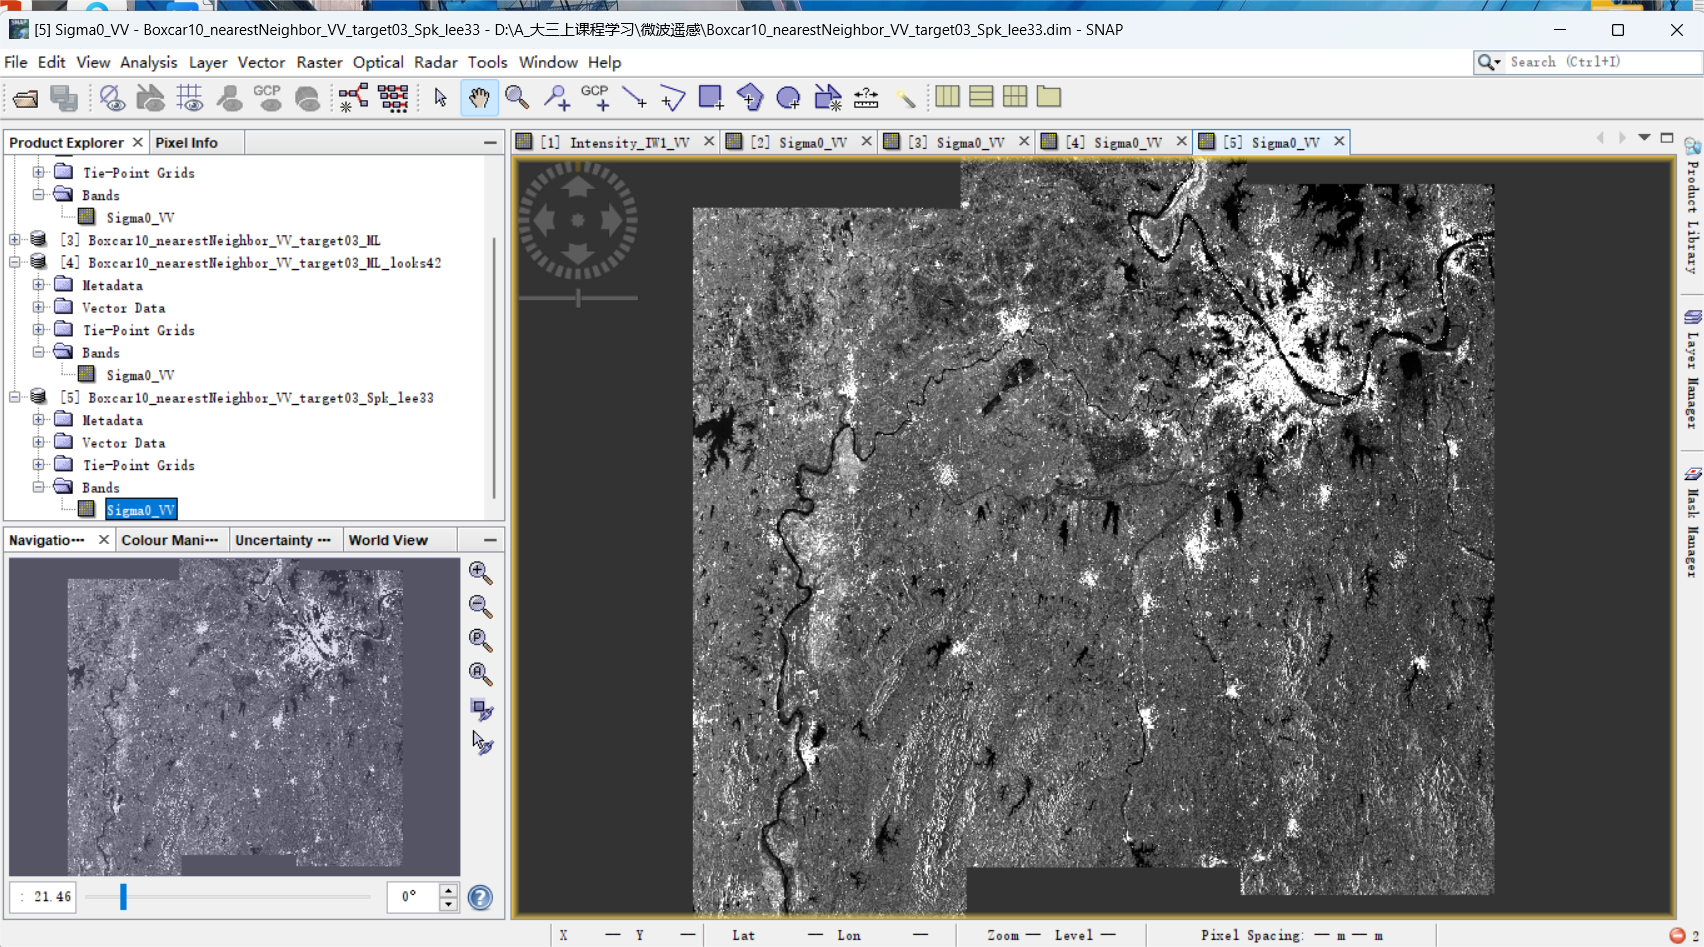 [5] Sigma0_VV - Boxcar10_nearestNeighbor_VV_target03_Spk_lee33 - D:\A_大三上课程学习\微波遥感\Boxcar10_nearestNeighbor_VV_target03_Spk_lee33.dim - SNAP
File Edit View Analysis Layer Vector Raster Optical Radar Tools Window Help
Search (Ctrl+I)
GCP
GCP
Product Explorer
Pixel Info
[1] Intensity_IW1_VV
[2] Sigma0_VV
[3] Sigma0_VV
[4] Sigma0_VV
[5] Sigma0_VV
Tie-Point Grids
Bands
Sigma0_VV
[3] Boxcar10_nearestNeighbor_VV_target03_ML
[4] Boxcar10_nearestNeighbor_VV_target03_ML_looks42
Metadata
Vector Data
Tie-Point Grids
Bands
Sigma0_VV
[5] Boxcar10_nearestNeighbor_VV_target03_Spk_lee33
Metadata
Vector Data
Tie-Point Grids
Bands
Sigma0_VV
Product Library
Layer Manager
Mask Manager
Navigatio···
Colour Mani···
Uncertainty ···
World View
: 21.46
0°
X — Y — Lat — Lon — Zoom — Level — Pixel Spacing: — m — m
2